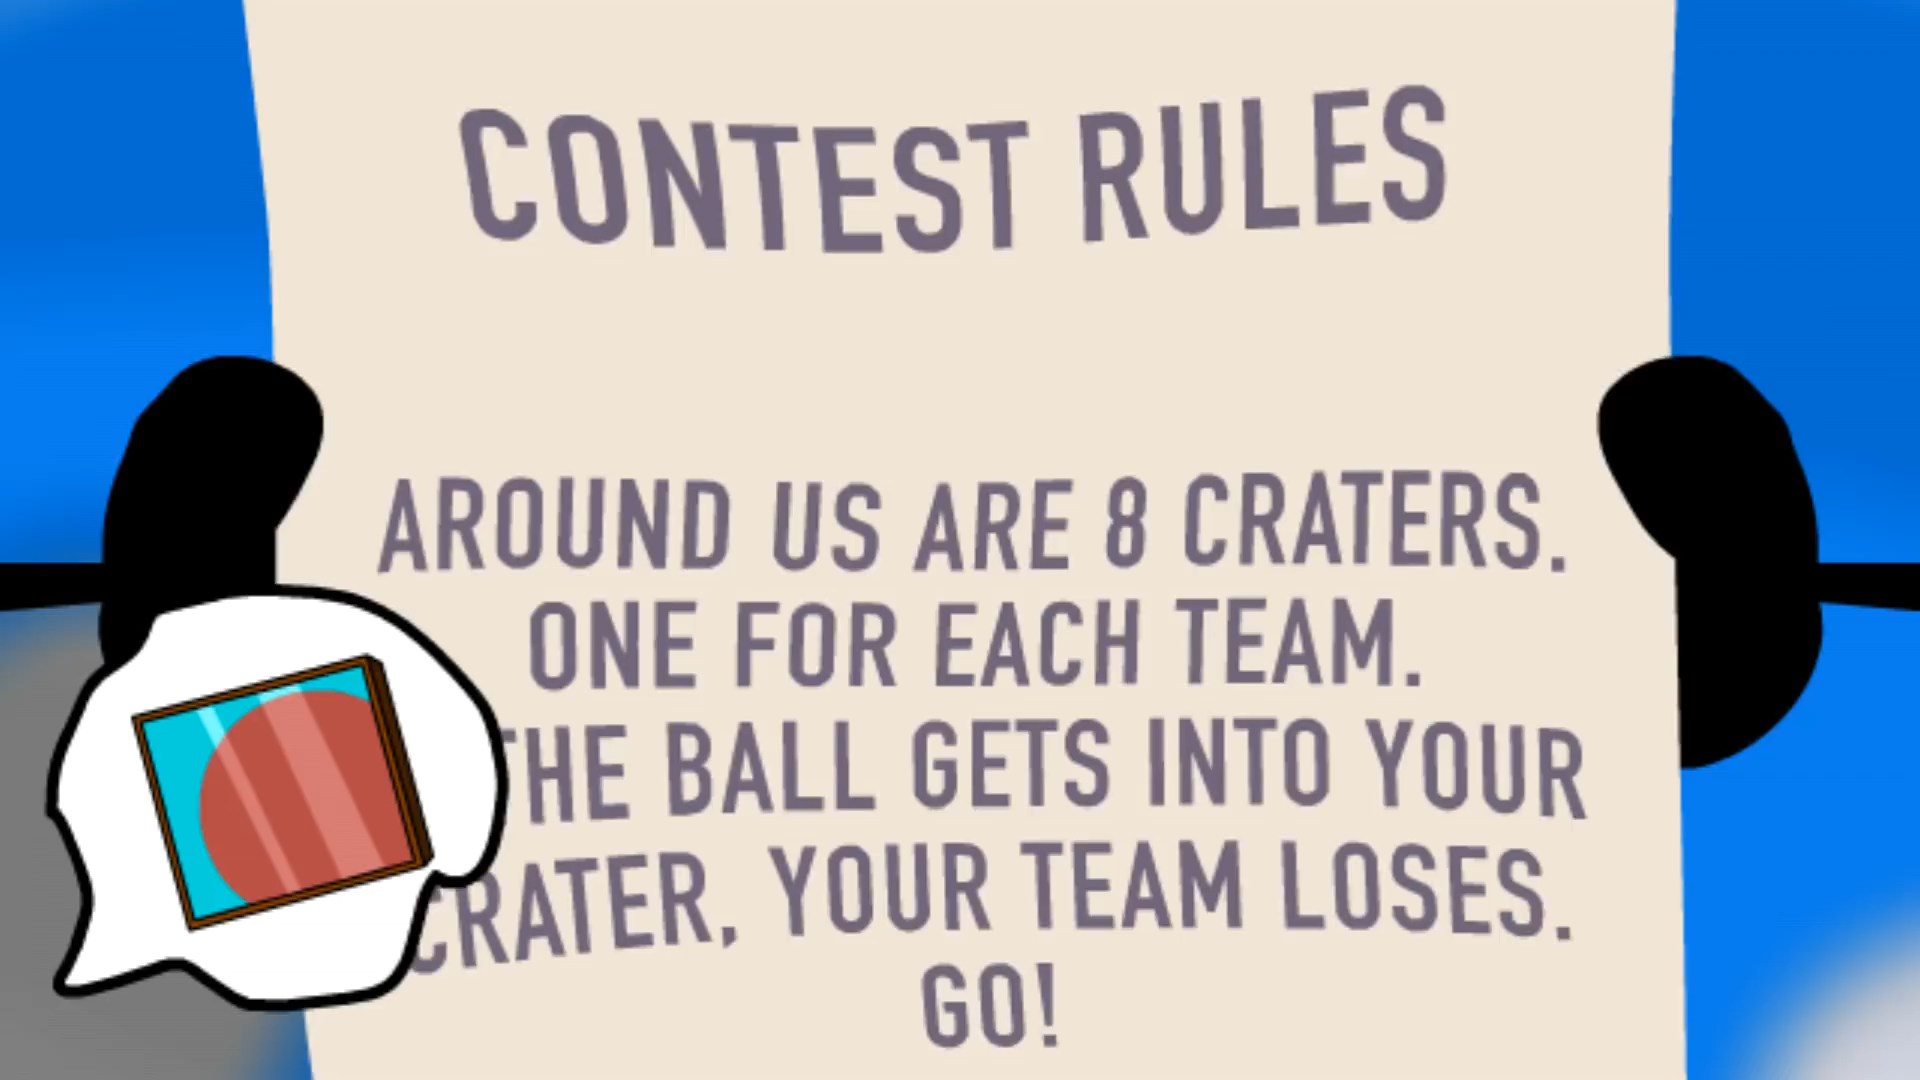 CONTEST RULES
AROUND US ARE 8 CRATERS.
ONE FOR EACH TEAM.
THE BALL GETS INTO YOUR
CRATER, YOUR TEAM LOSES.
GO!